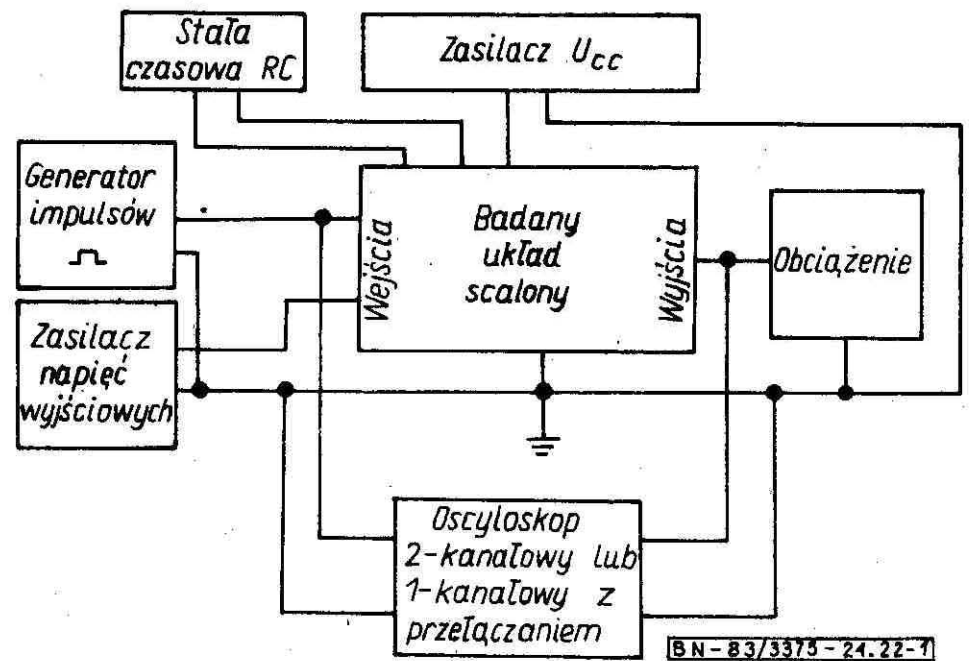 Stała
czasowa RC
Zasilacz Ucc
Generator
impulsów
Wejścia
Badany
układ
scalony
Wyjścia
Obciążenie
Zasilacz
napięć
wyjściowych
Oscyloskop
2-kanałowy lub
1-kanałowy z
przełączaniem
BN-83/3375-24.22-1